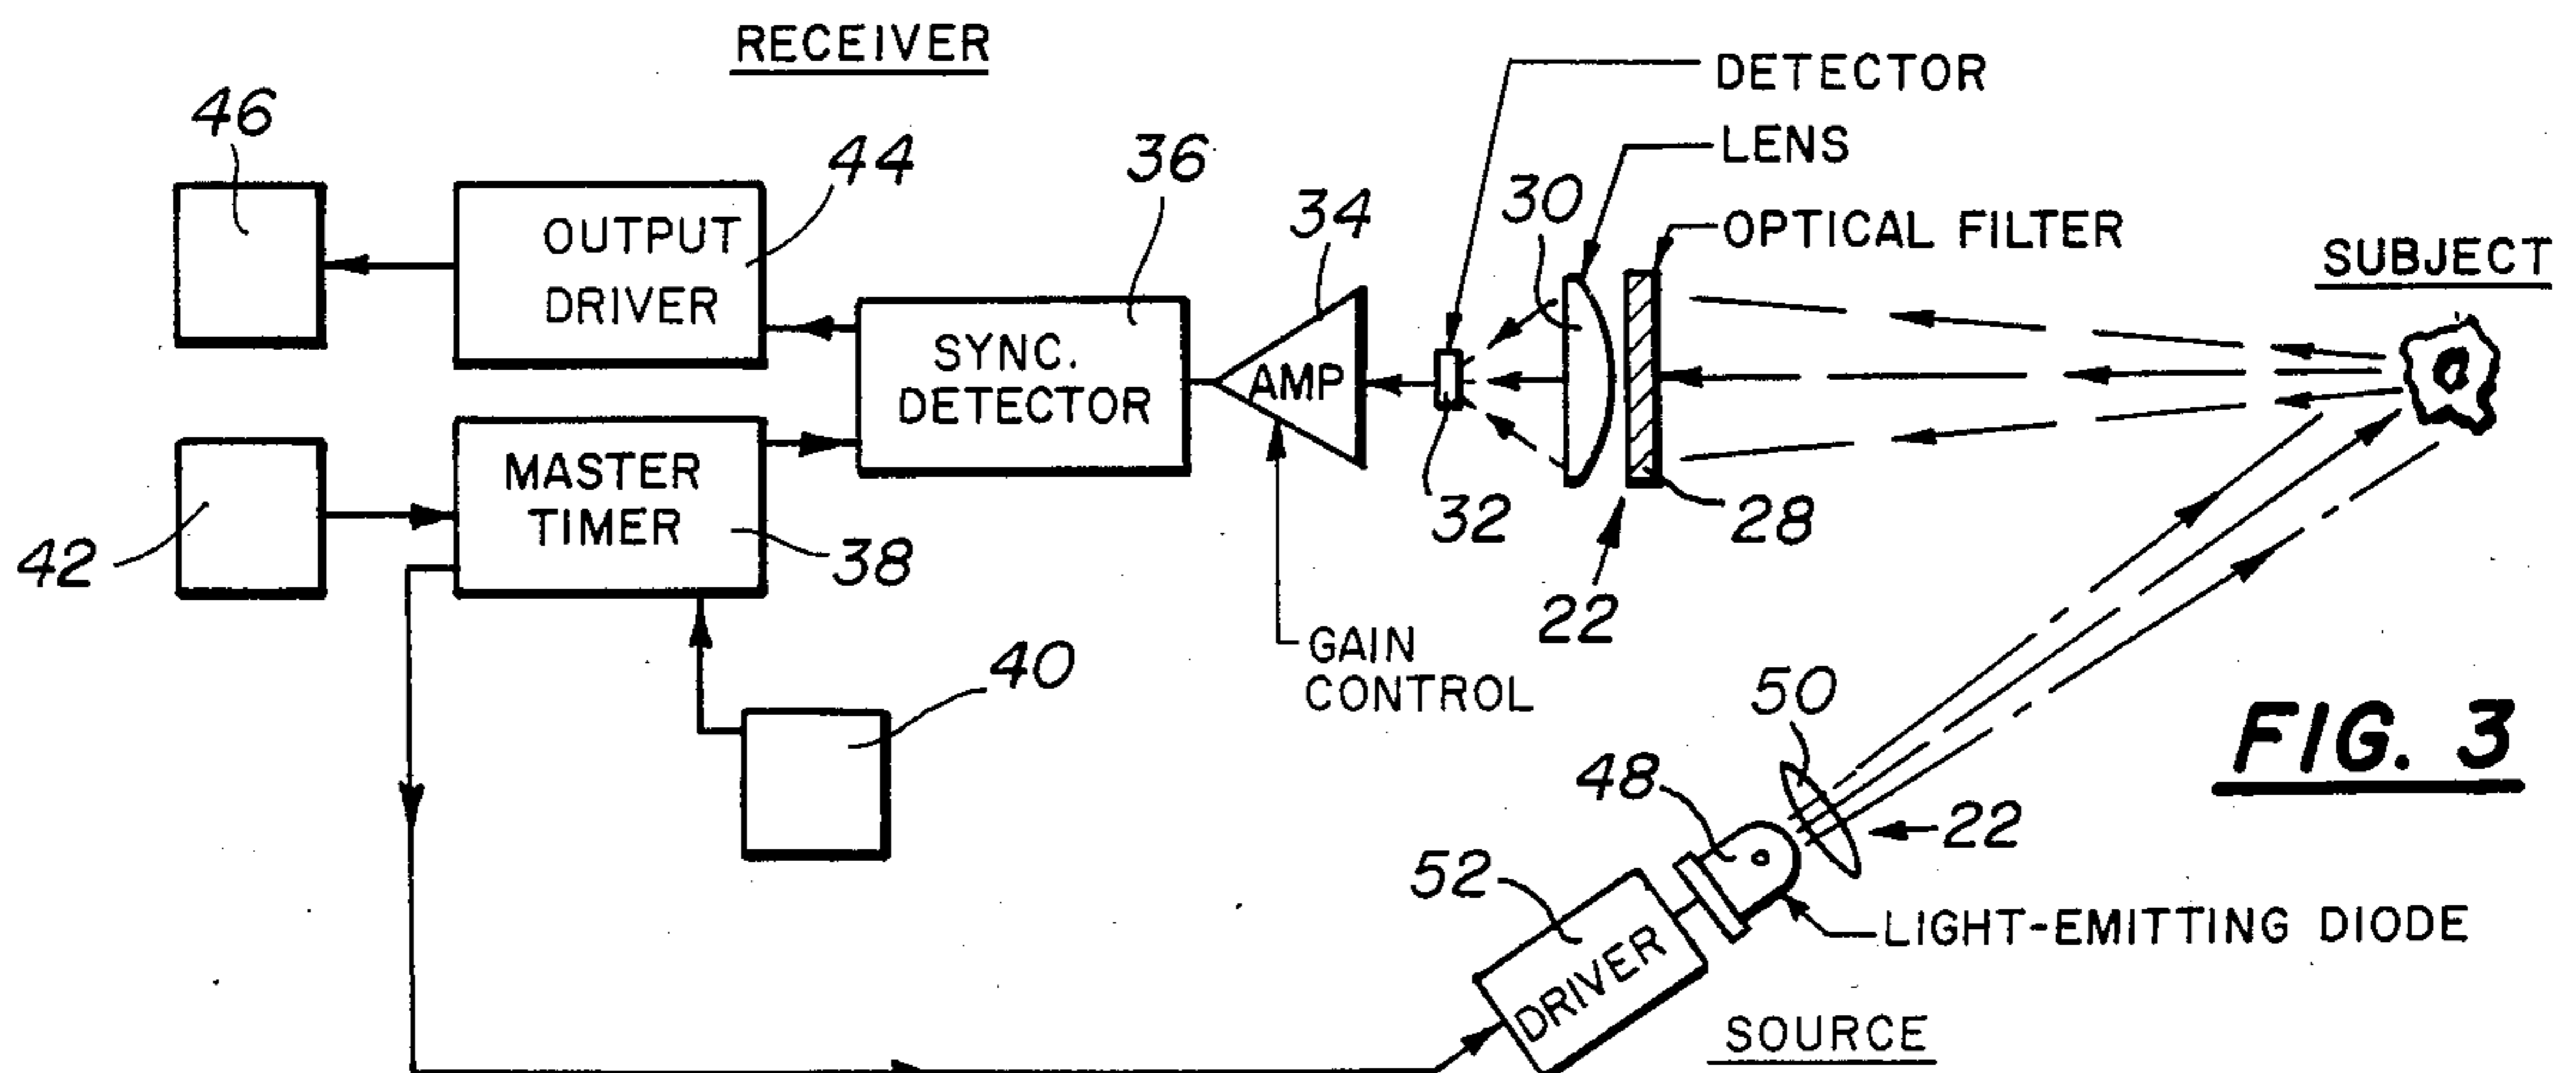 RECEIVER
DETECTOR
LENS
OPTICAL FILTER
SUBJECT
46
44
36
34
30
OUTPUT
DRIVER
SYNC.
DETECTOR
AMP
MASTER
TIMER
42
38
32
28
22
GAIN
CONTROL
40
50
48
22
FIG. 3
52
DRIVER
LIGHT-EMITTING DIODE
SOURCE